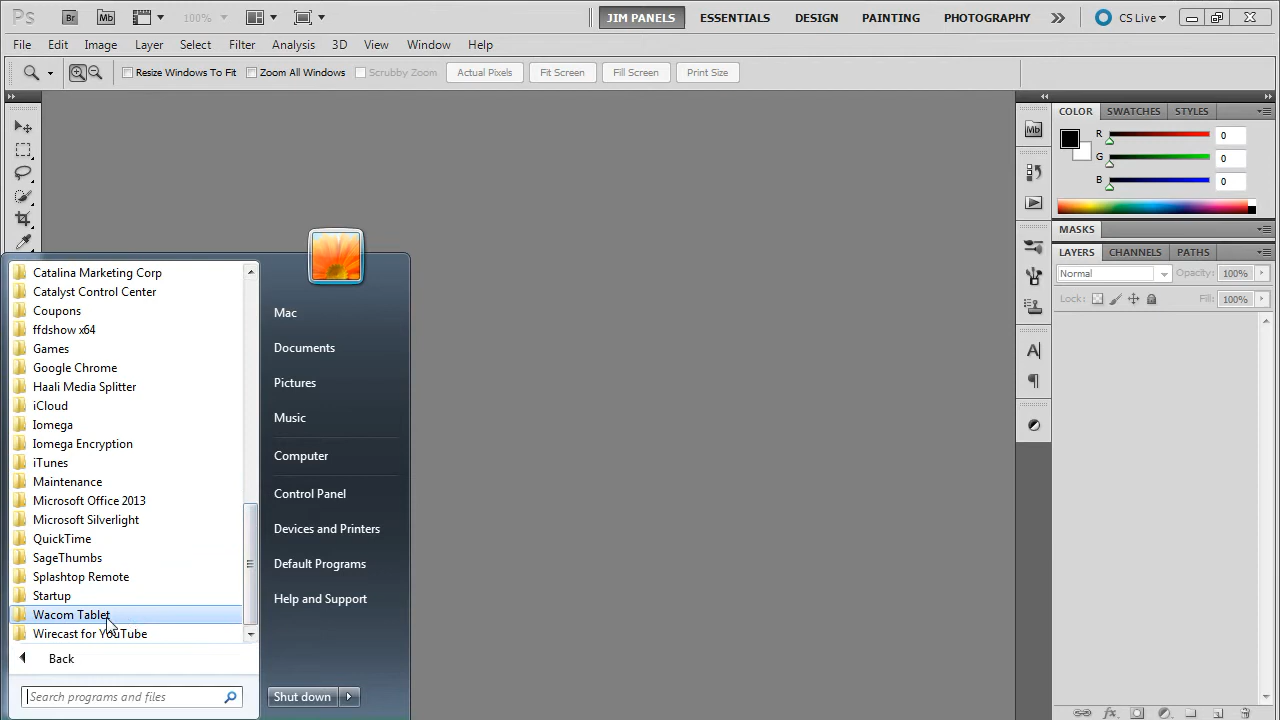 Ps Br Mb 100% JIM PANELS ESSENTIALS DESIGN PAINTING PHOTOGRAPHY CS Live
File Edit Image Layer Select Filter Analysis 3D View Window Help
Resize Windows To Fit Zoom All Windows Scrubby Zoom Actual Pixels Fit Screen Fill Screen Print Size
COLOR SWATCHES STYLES
Mb
R 0
G 0
B 0
MASKS
LAYERS CHANNELS PATHS
Normal Opacity: 100%
Lock: Fill: 100%
Catalina Marketing Corp
Catalyst Control Center
Coupons
ffdshow x64
Games
Google Chrome
Haali Media Splitter
iCloud
Iomega
Iomega Encryption
iTunes
Maintenance
Microsoft Office 2013
Microsoft Silverlight
QuickTime
SageThumbs
Splashtop Remote
Startup
Wacom Tablet
Wirecast for YouTube
Back
Search programs and files
Mac
Documents
Pictures
Music
Computer
Control Panel
Devices and Printers
Default Programs
Help and Support
Shut down